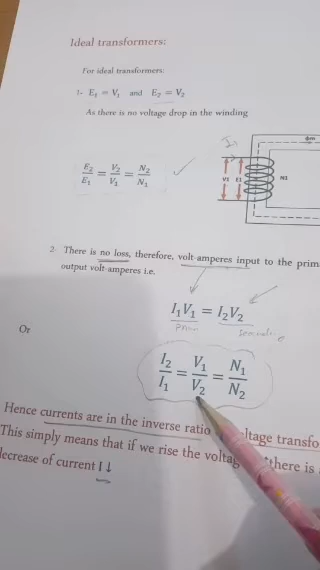 Ideal transformers:
For ideal transformers:
1- E₁ = V₁ and E₂ = V₂
As there is no voltage drop in the winding
I₁
E₂/E₁ = V₂/V₁ = N₂/N₁
V1 E1 N1
2- There is no loss, therefore, volt-amperes input to the prim
output volt-amperes i.e.
I₁V₁ = I₂V₂
Or
I₂/I₁ = V₁/V₂ = N₁/N₂
Hence currents are in the inverse ratio ltage transfo
This simply means that if we rise the voltag there is
decrease of current I↓